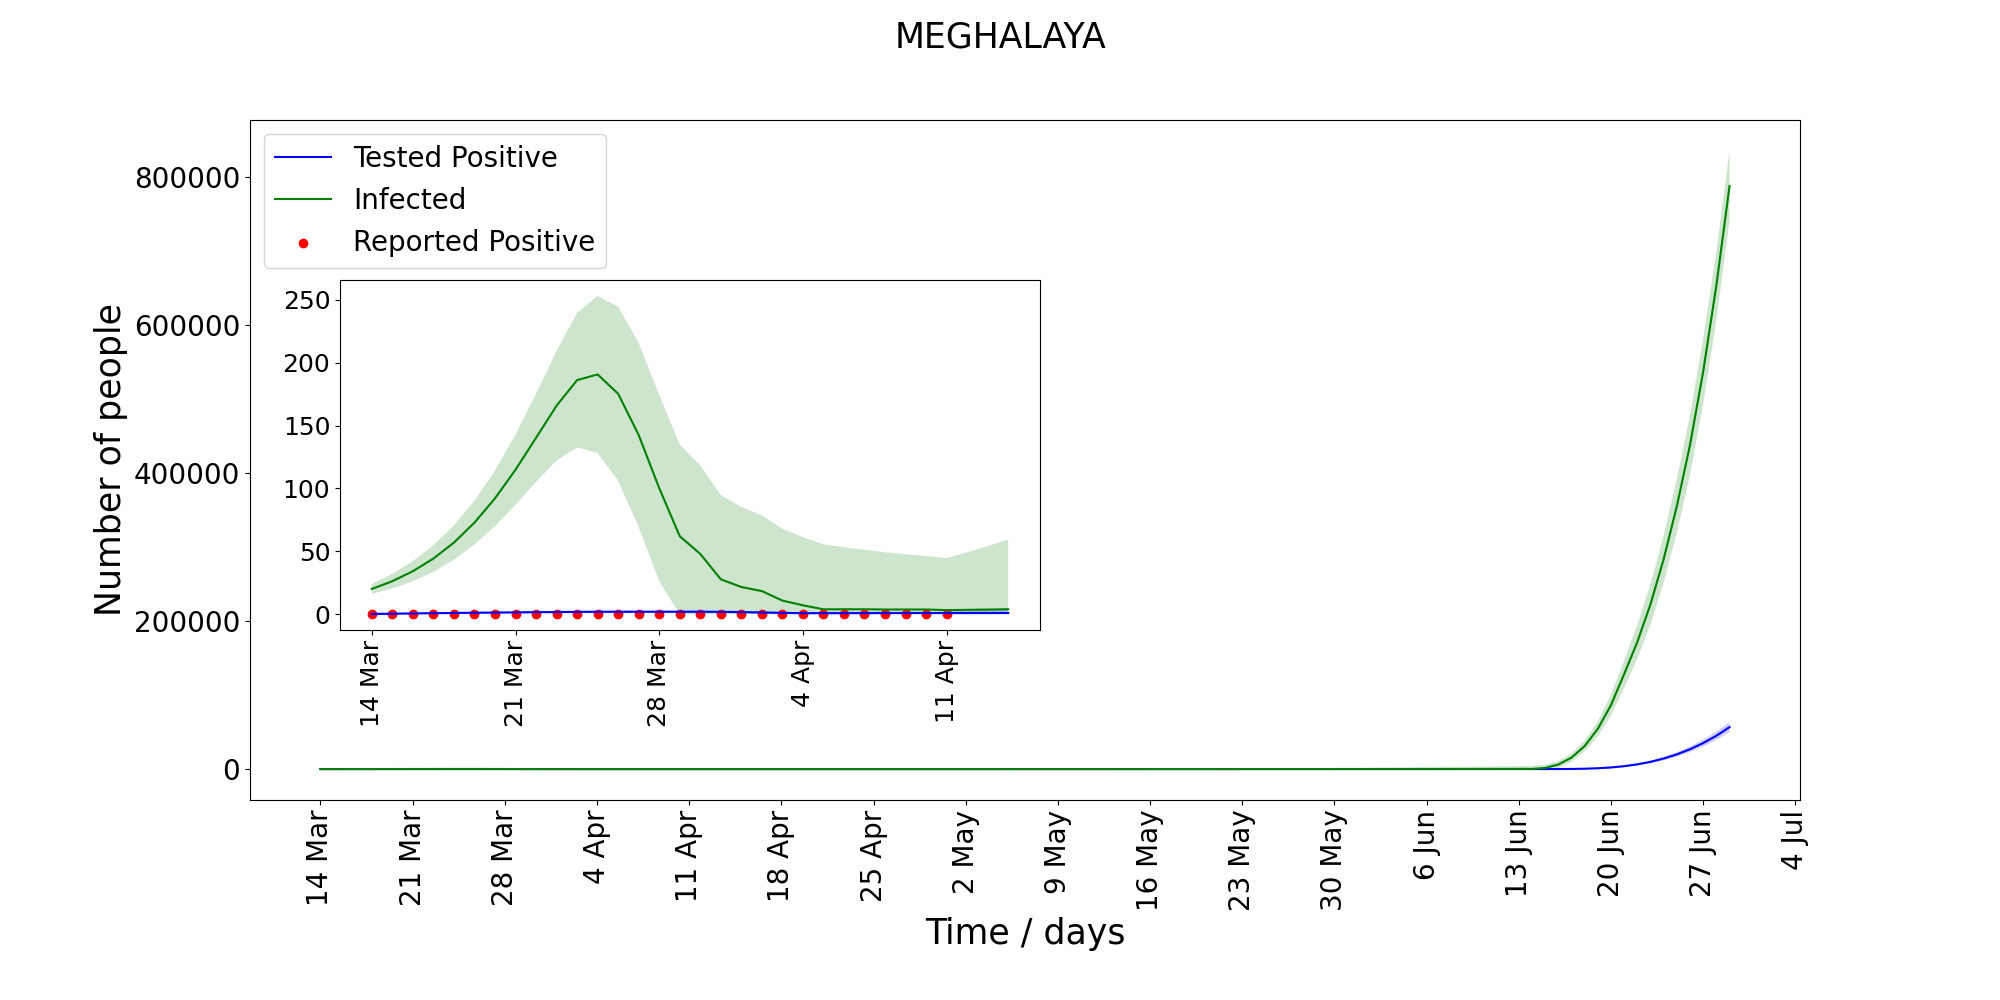 MEGHALAYA
Tested Positive
Infected
Reported Positive
Number of people
800000
600000
400000
200000
0
250
200
150
100
50
0
14 Mar
21 Mar
28 Mar
4 Apr
11 Apr
14 Mar
21 Mar
28 Mar
4 Apr
11 Apr
18 Apr
25 Apr
2 May
9 May
16 May
23 May
30 May
6 Jun
13 Jun
20 Jun
27 Jun
4 Jul
Time / days